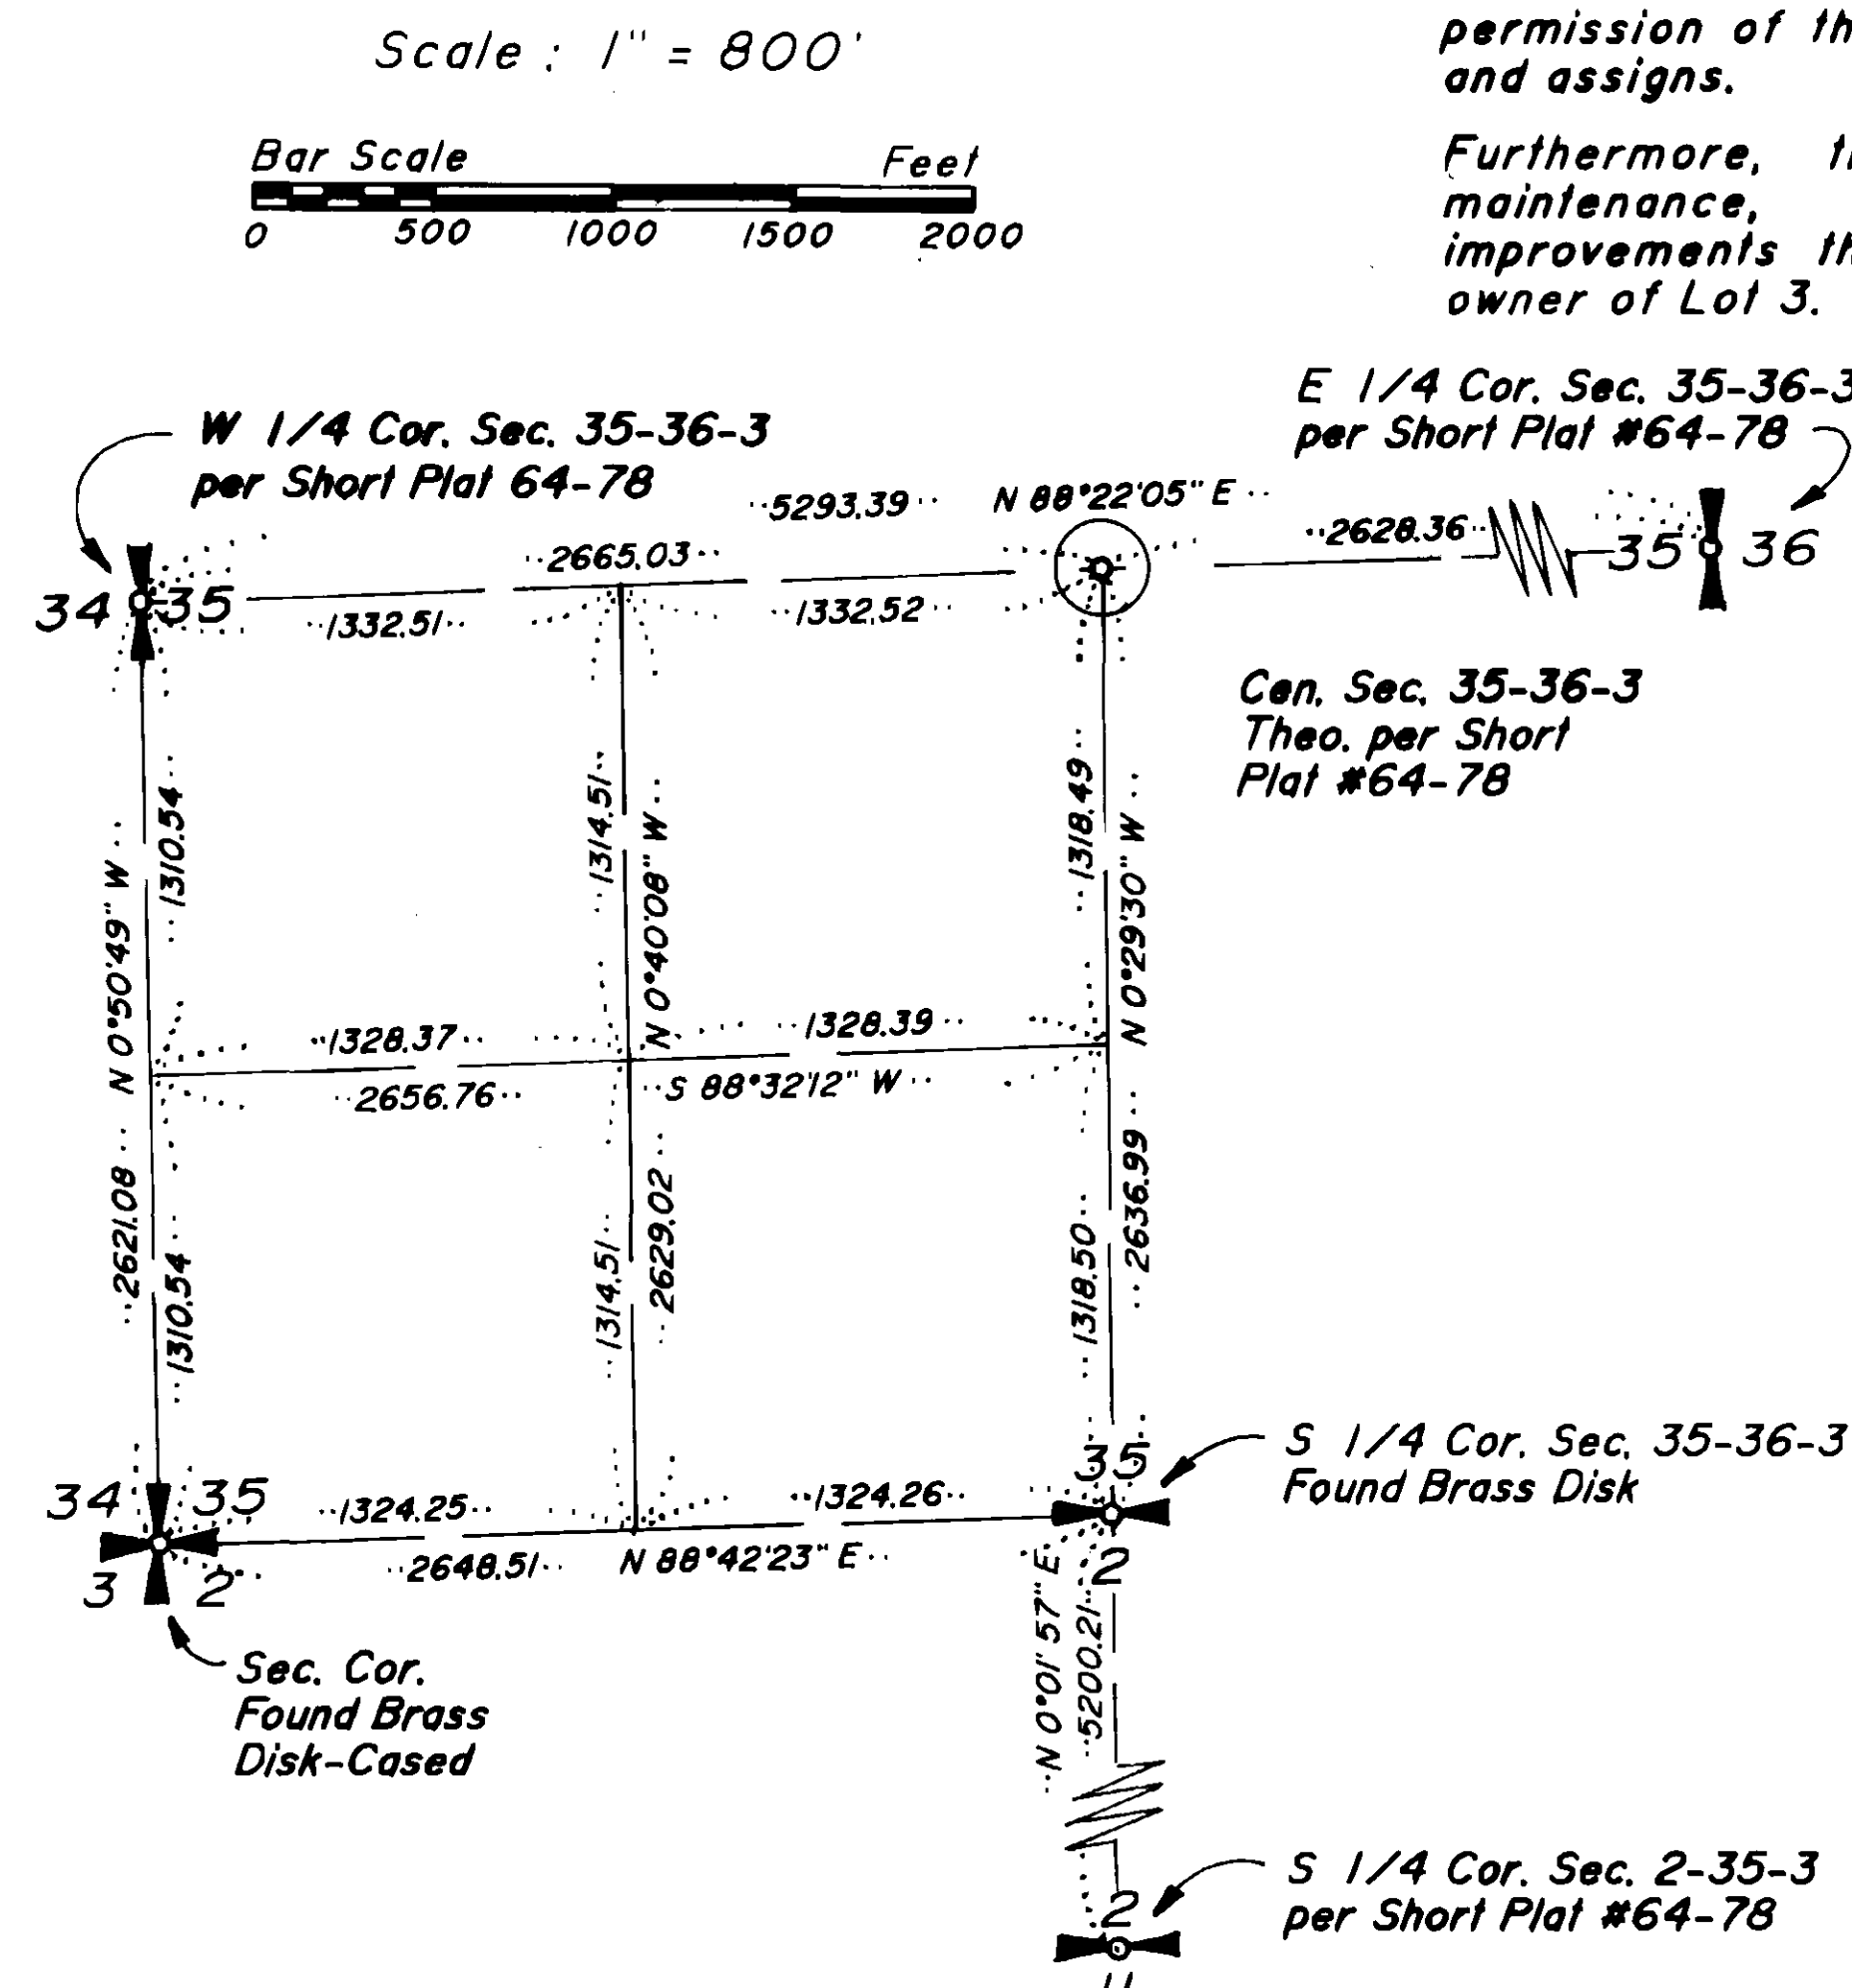 Scale : 1" = 800'
Bar Scale Feet
0 500 1000 1500 2000
permission of th
and assigns.
Furthermore, th
maintenance,
improvements th
owner of Lot 3.
E 1/4 Cor. Sec. 35-36-3
per Short Plat #64-78
W 1/4 Cor. Sec. 35-36-3
per Short Plat 64-78
5293.39 N 88°22'05" E
2665.03
2628.36
35 36
34 35
1332.51
1332.52
Cen. Sec. 35-36-3
Theo. per Short
Plat #64-78
1310.54
N 0°50'49" W
2621.08
1310.54
1314.51
N 0°40'08" W
1314.51
2629.02
1318.49
N 0°29'30" W
1318.50
2636.99
1328.37
1328.39
2656.76
S 88°32'12" W
S 1/4 Cor. Sec. 35-36-3
Found Brass Disk
34 35
3 2
1324.25
1324.26
2648.51
N 88°42'23" E
35
2
N 0°01'57" E
5200.21
Sec. Cor.
Found Brass
Disk-Cased
S 1/4 Cor. Sec. 2-35-3
per Short Plat #64-78
2
11